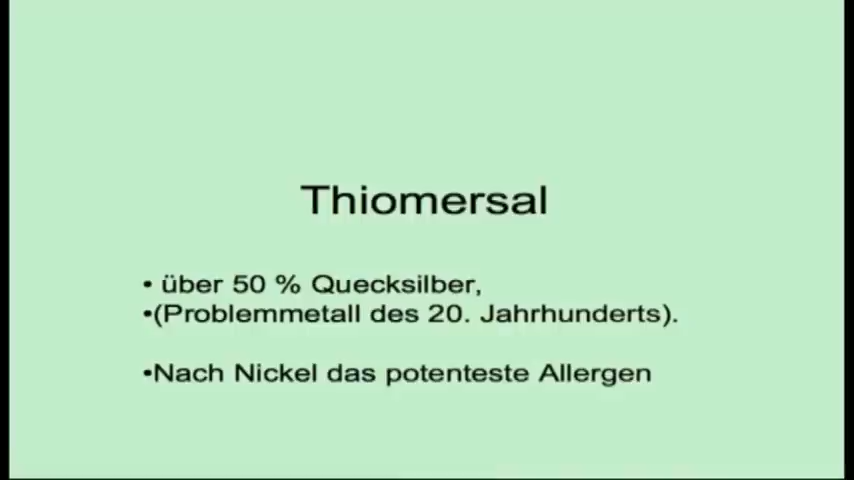 Thiomersal
• über 50 % Quecksilber,
•(Problemmetall des 20. Jahrhunderts).
•Nach Nickel das potenteste Allergen